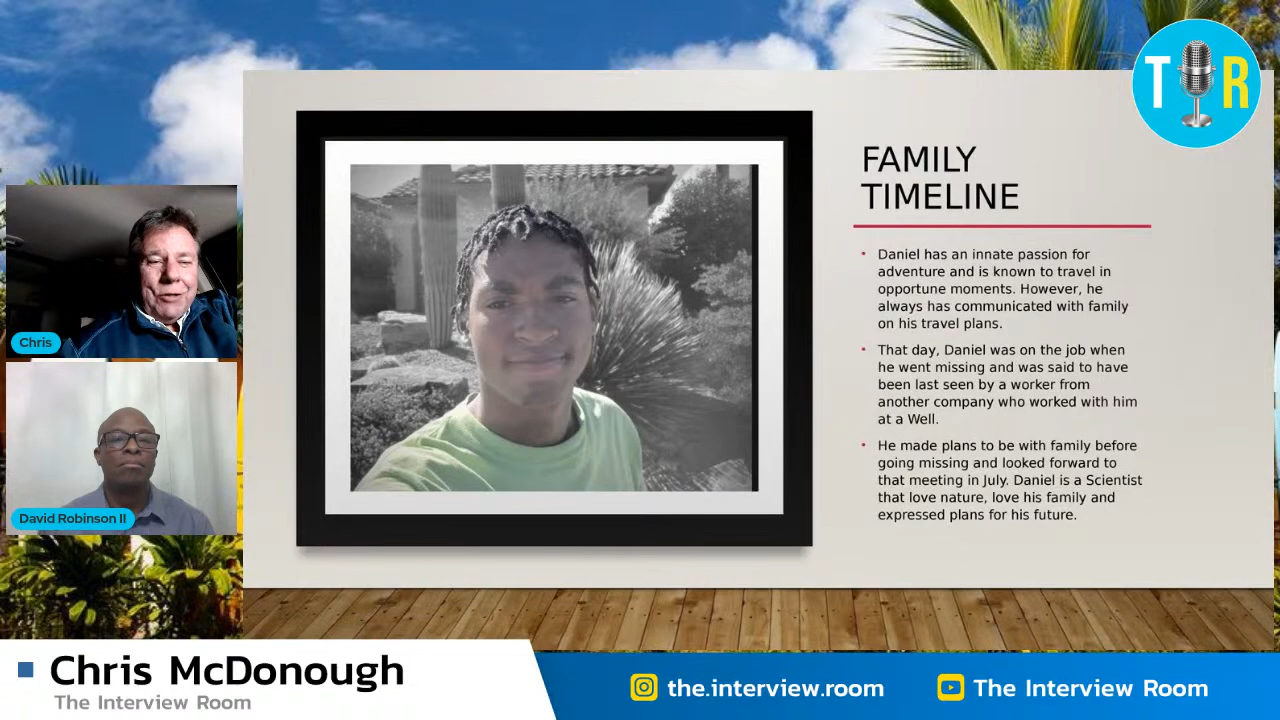 T R
FAMILY
TIMELINE
• Daniel has an innate passion for
adventure and is known to travel in
opportune moments. However, he
always has communicated with family
on his travel plans.
• That day, Daniel was on the job when
he went missing and was said to have
been last seen by a worker from
another company who worked with him
at a Well.
• He made plans to be with family before
going missing and looked forward to
that meeting in July. Daniel is a Scientist
that love nature, love his family and
expressed plans for his future.
Chris
David Robinson II
Chris McDonough
The Interview Room
the.interview.room
The Interview Room